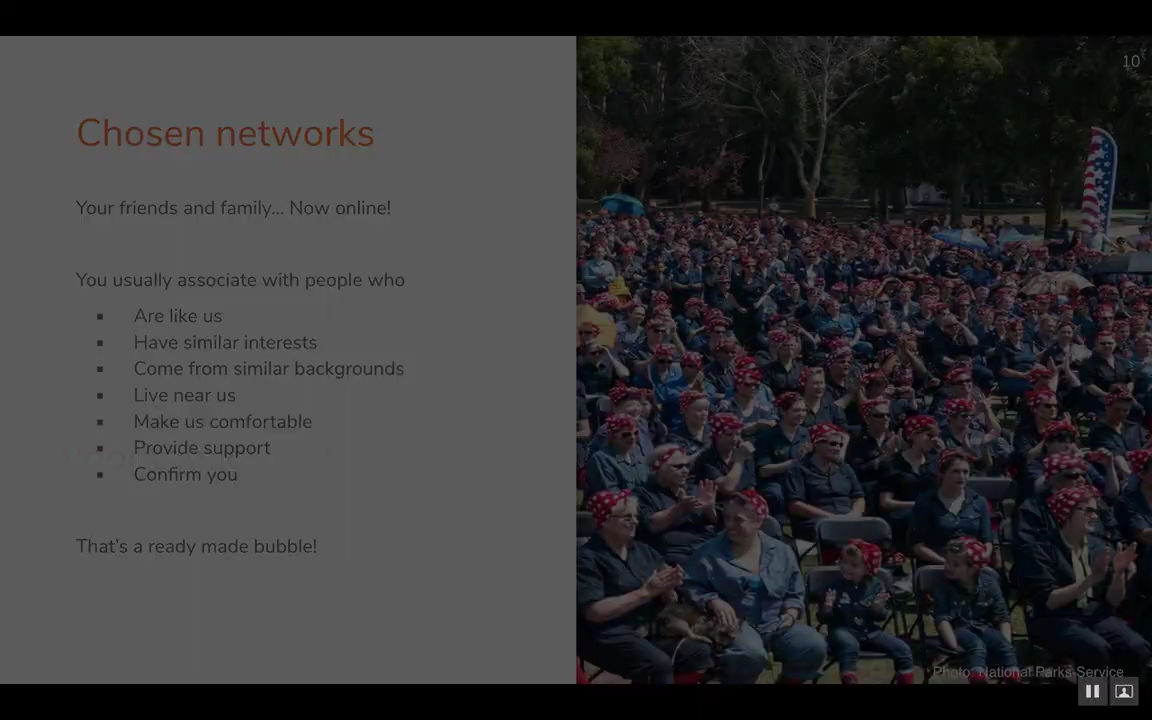 10
Chosen networks
Your friends and family... Now online!
You usually associate with people who
▪ Are like us
▪ Have similar interests
▪ Come from similar backgrounds
▪ Live near us
▪ Make us comfortable
▪ Provide support
▪ Confirm you
That's a ready made bubble!
Photo: National Parks Service